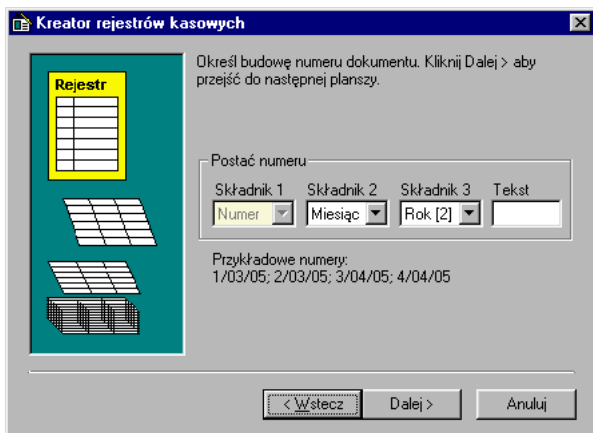 Kreator rejestrów kasowych
Określ budowę numeru dokumentu. Kliknij Dalej > aby
przejść do następnej planszy.
Rejestr
Postać numeru
Składnik 1 Składnik 2 Składnik 3 Tekst
Numer Miesiąc Rok [2]
Przykładowe numery:
1/03/05; 2/03/05; 3/04/05; 4/04/05
< Wstecz Dalej > Anuluj